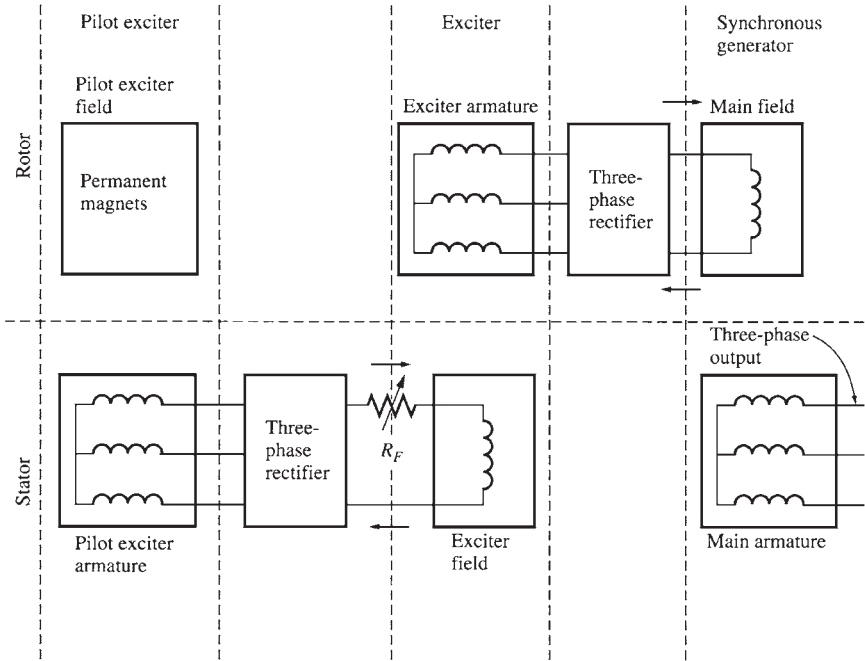 Pilot exciter
Exciter
Synchronous
generator
Rotor
Pilot exciter
field
Permanent
magnets
Exciter armature
Three-
phase
rectifier
Main field
Stator
Pilot exciter
armature
Three-
phase
rectifier
R_F
Exciter
field
Three-phase
output
Main armature